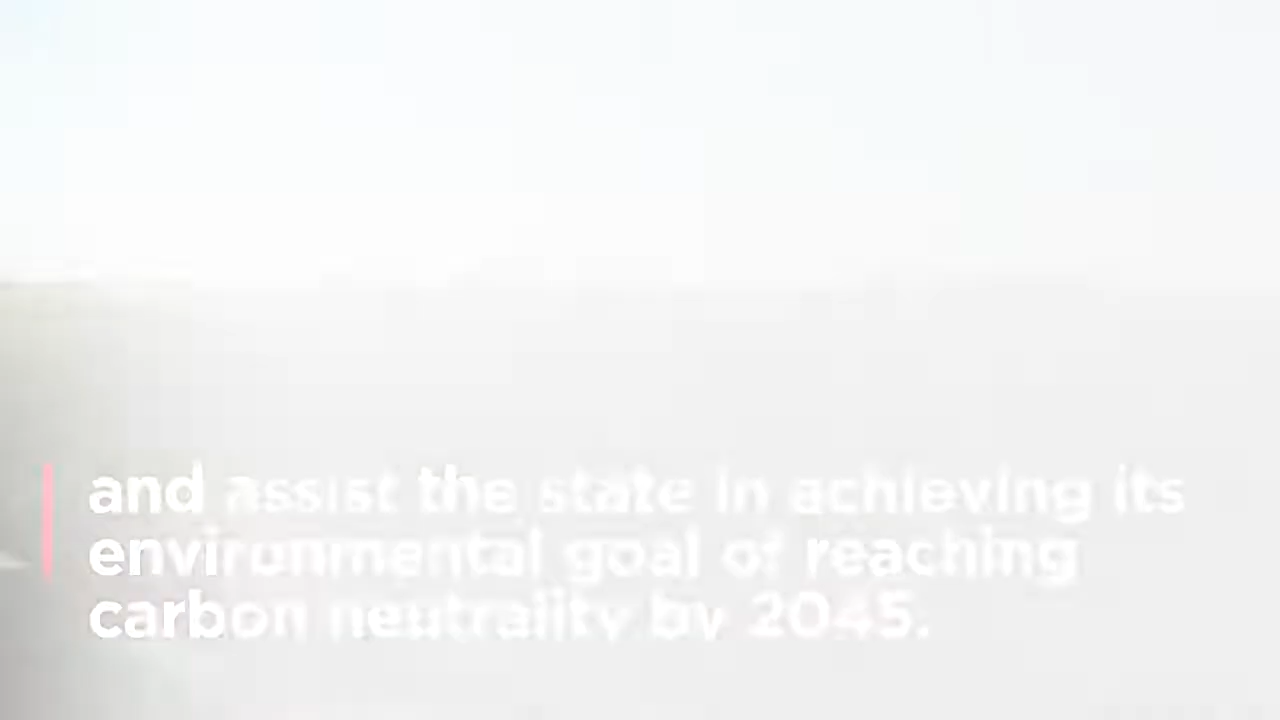 and assist the state in achieving its
environmental goal of reaching
carbon neutrality by 2045.